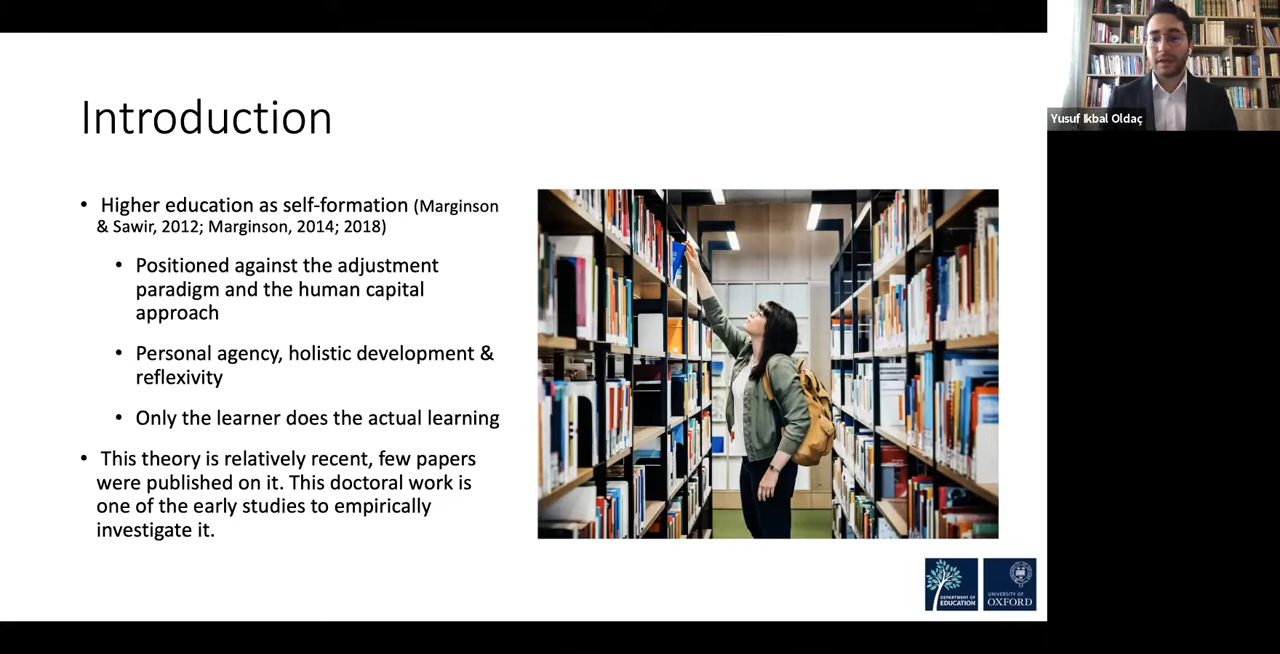 Introduction
• Higher education as self-formation (Marginson
& Sawir, 2012; Marginson, 2014; 2018)
• Positioned against the adjustment
paradigm and the human capital
approach
• Personal agency, holistic development &
reflexivity
• Only the learner does the actual learning
• This theory is relatively recent, few papers
were published on it. This doctoral work is
one of the early studies to empirically
investigate it.
DEPARTMENT OF
EDUCATION
UNIVERSITY OF
OXFORD
Yusuf Ikbal Oldaç